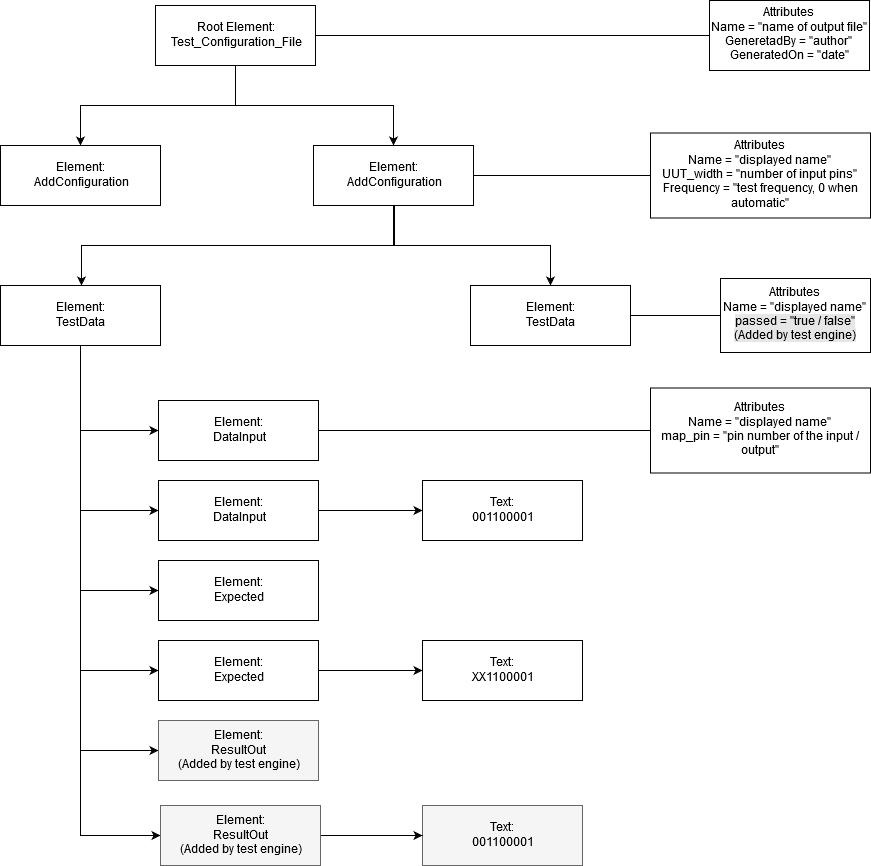 Root Element:
Test_Configuration_File
Attributes
Name = "name of output file"
GeneretadBy = "author"
GeneratedOn = "date"
Element:
AddConfiguration
Element:
AddConfiguration
Attributes
Name = "displayed name"
UUT_width = "number of input pins"
Frequency = "test frequency, 0 when
automatic"
Element:
TestData
Element:
TestData
Attributes
Name = "displayed name"
passed = "true / false"
(Added by test engine)
Element:
DataInput
Attributes
Name = "displayed name"
map_pin = "pin number of the input /
output"
Element:
DataInput
Text:
001100001
Element:
Expected
Element:
Expected
Text:
XX1100001
Element:
ResultOut
(Added by test engine)
Element:
ResultOut
(Added by test engine)
Text:
001100001